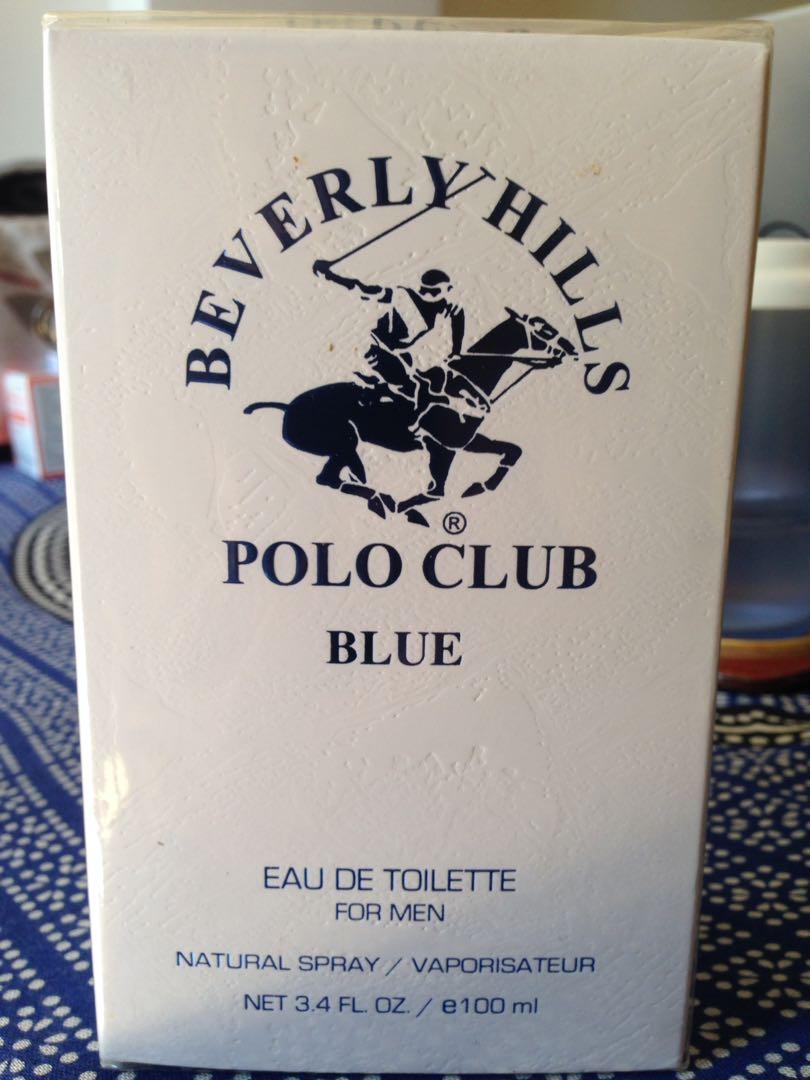 BEVERLY HILLS
®
POLO CLUB
BLUE
EAU DE TOILETTE
FOR MEN
NATURAL SPRAY / VAPORISATEUR
NET 3.4 FL. OZ. / e100 ml